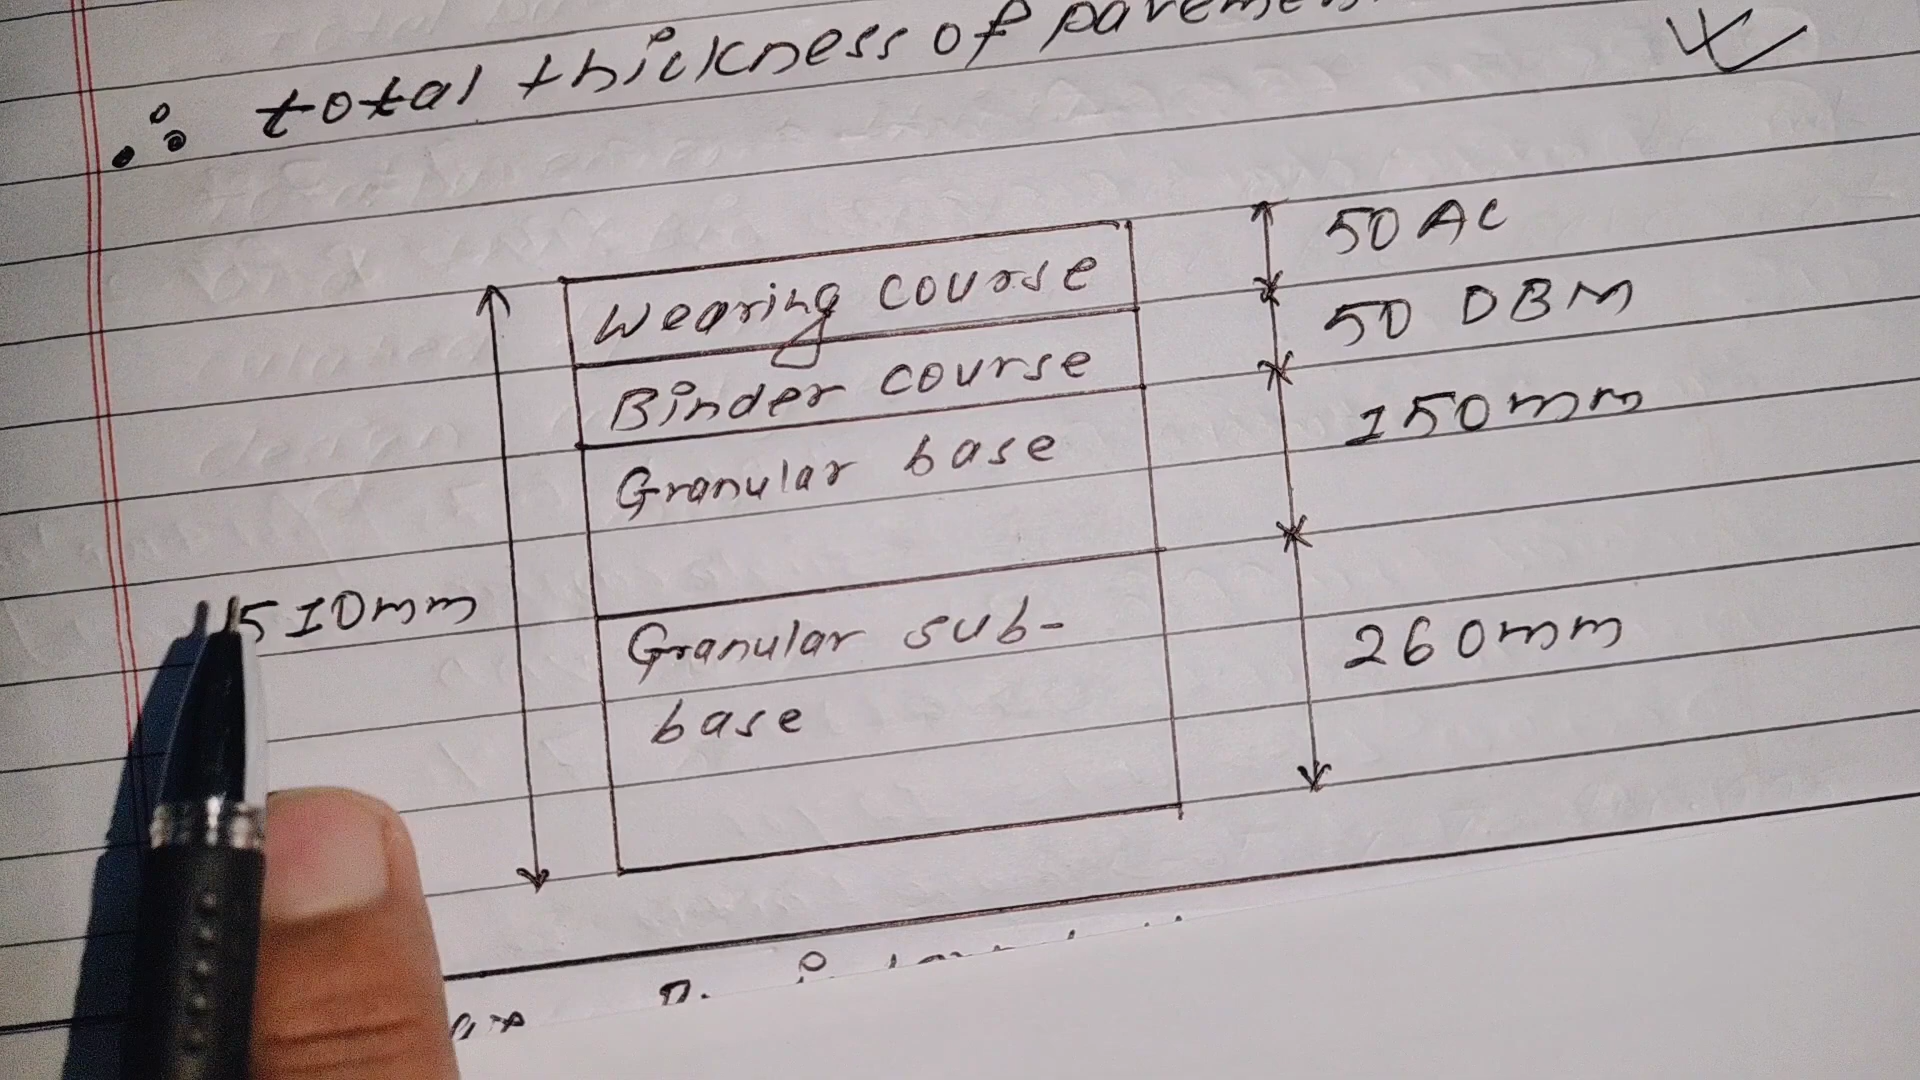 ∴ total thickness of pavement
Wearing course
50 AC
Binder course
50 DBM
Granular base
150mm
510mm
Granular sub-
base
260mm